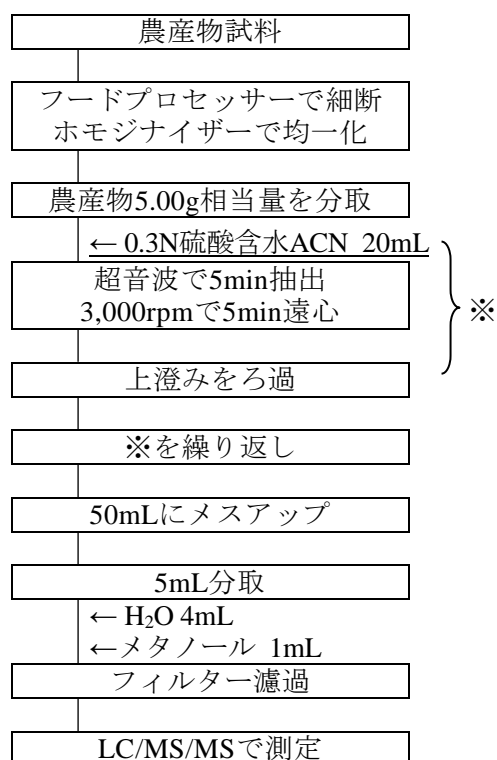 農産物試料
フードプロセッサーで細断
ホモジナイザーで均一化
農産物5.00g相当量を分取
← 0.3N硫酸含水ACN 20mL
超音波で5min抽出
3,000rpmで5min遠心
※
上澄みをろ過
※を繰り返し
50mLにメスアップ
5mL分取
← H₂O 4mL
←メタノール 1mL
フィルター濾過
LC/MS/MSで測定